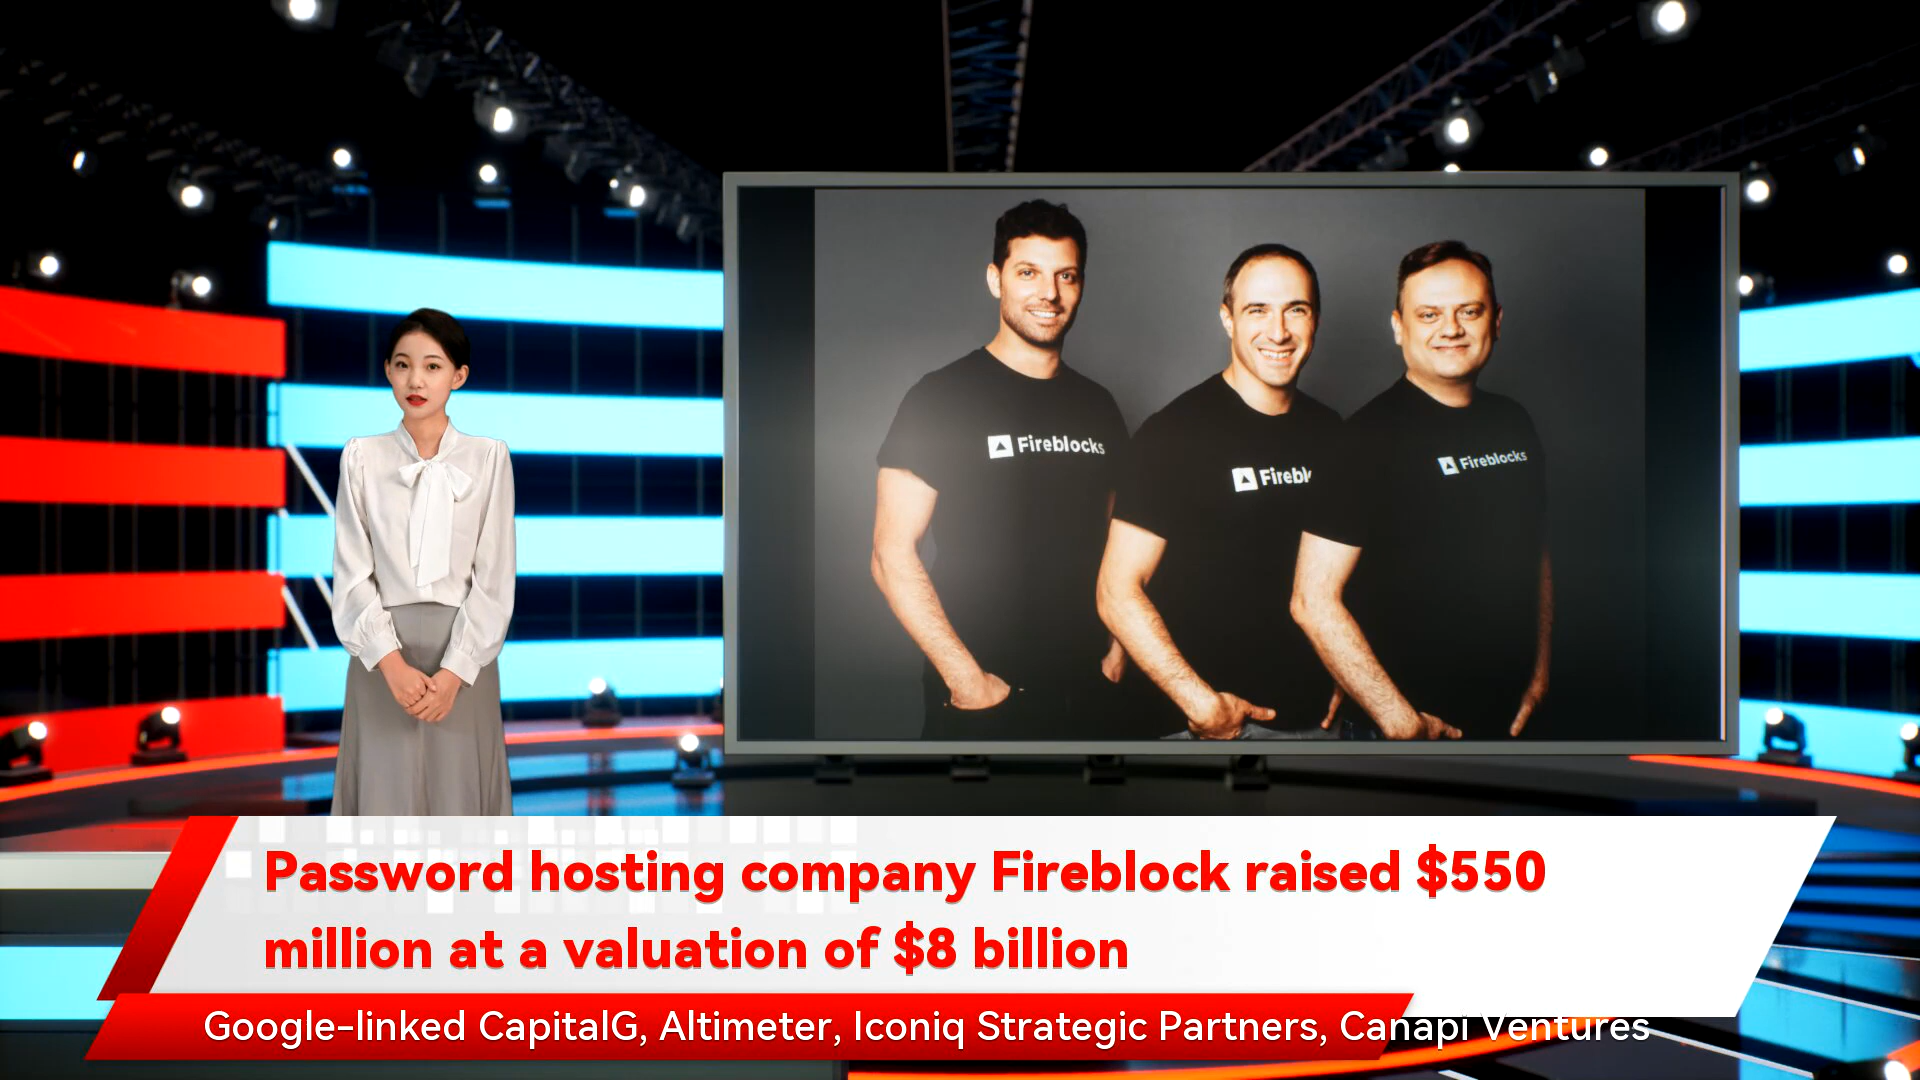 Fireblocks
Firebl
Fireblocks
Password hosting company Fireblock raised $550
million at a valuation of $8 billion
Google-linked CapitalG, Altimeter, Iconiq Strategic Partners, Canapi Ventures